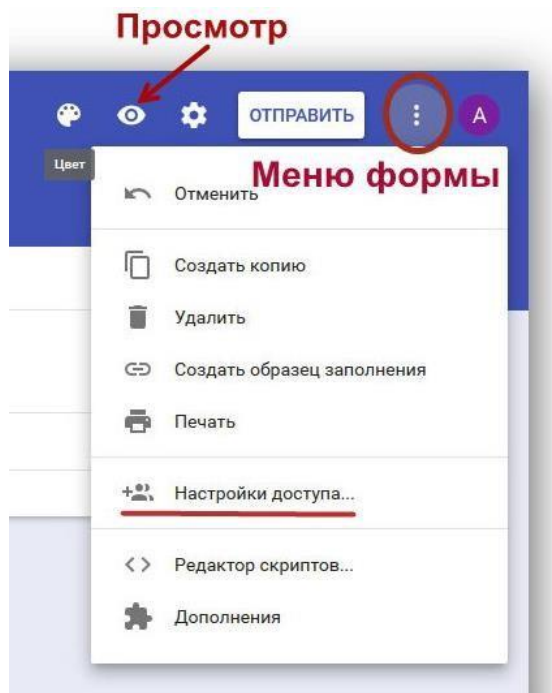 Просмотр
ОТПРАВИТЬ
А
Цвет
Меню формы
Отменить
Создать копию
Удалить
Создать образец заполнения
Печать
Настройки доступа...
Редактор скриптов...
Дополнения